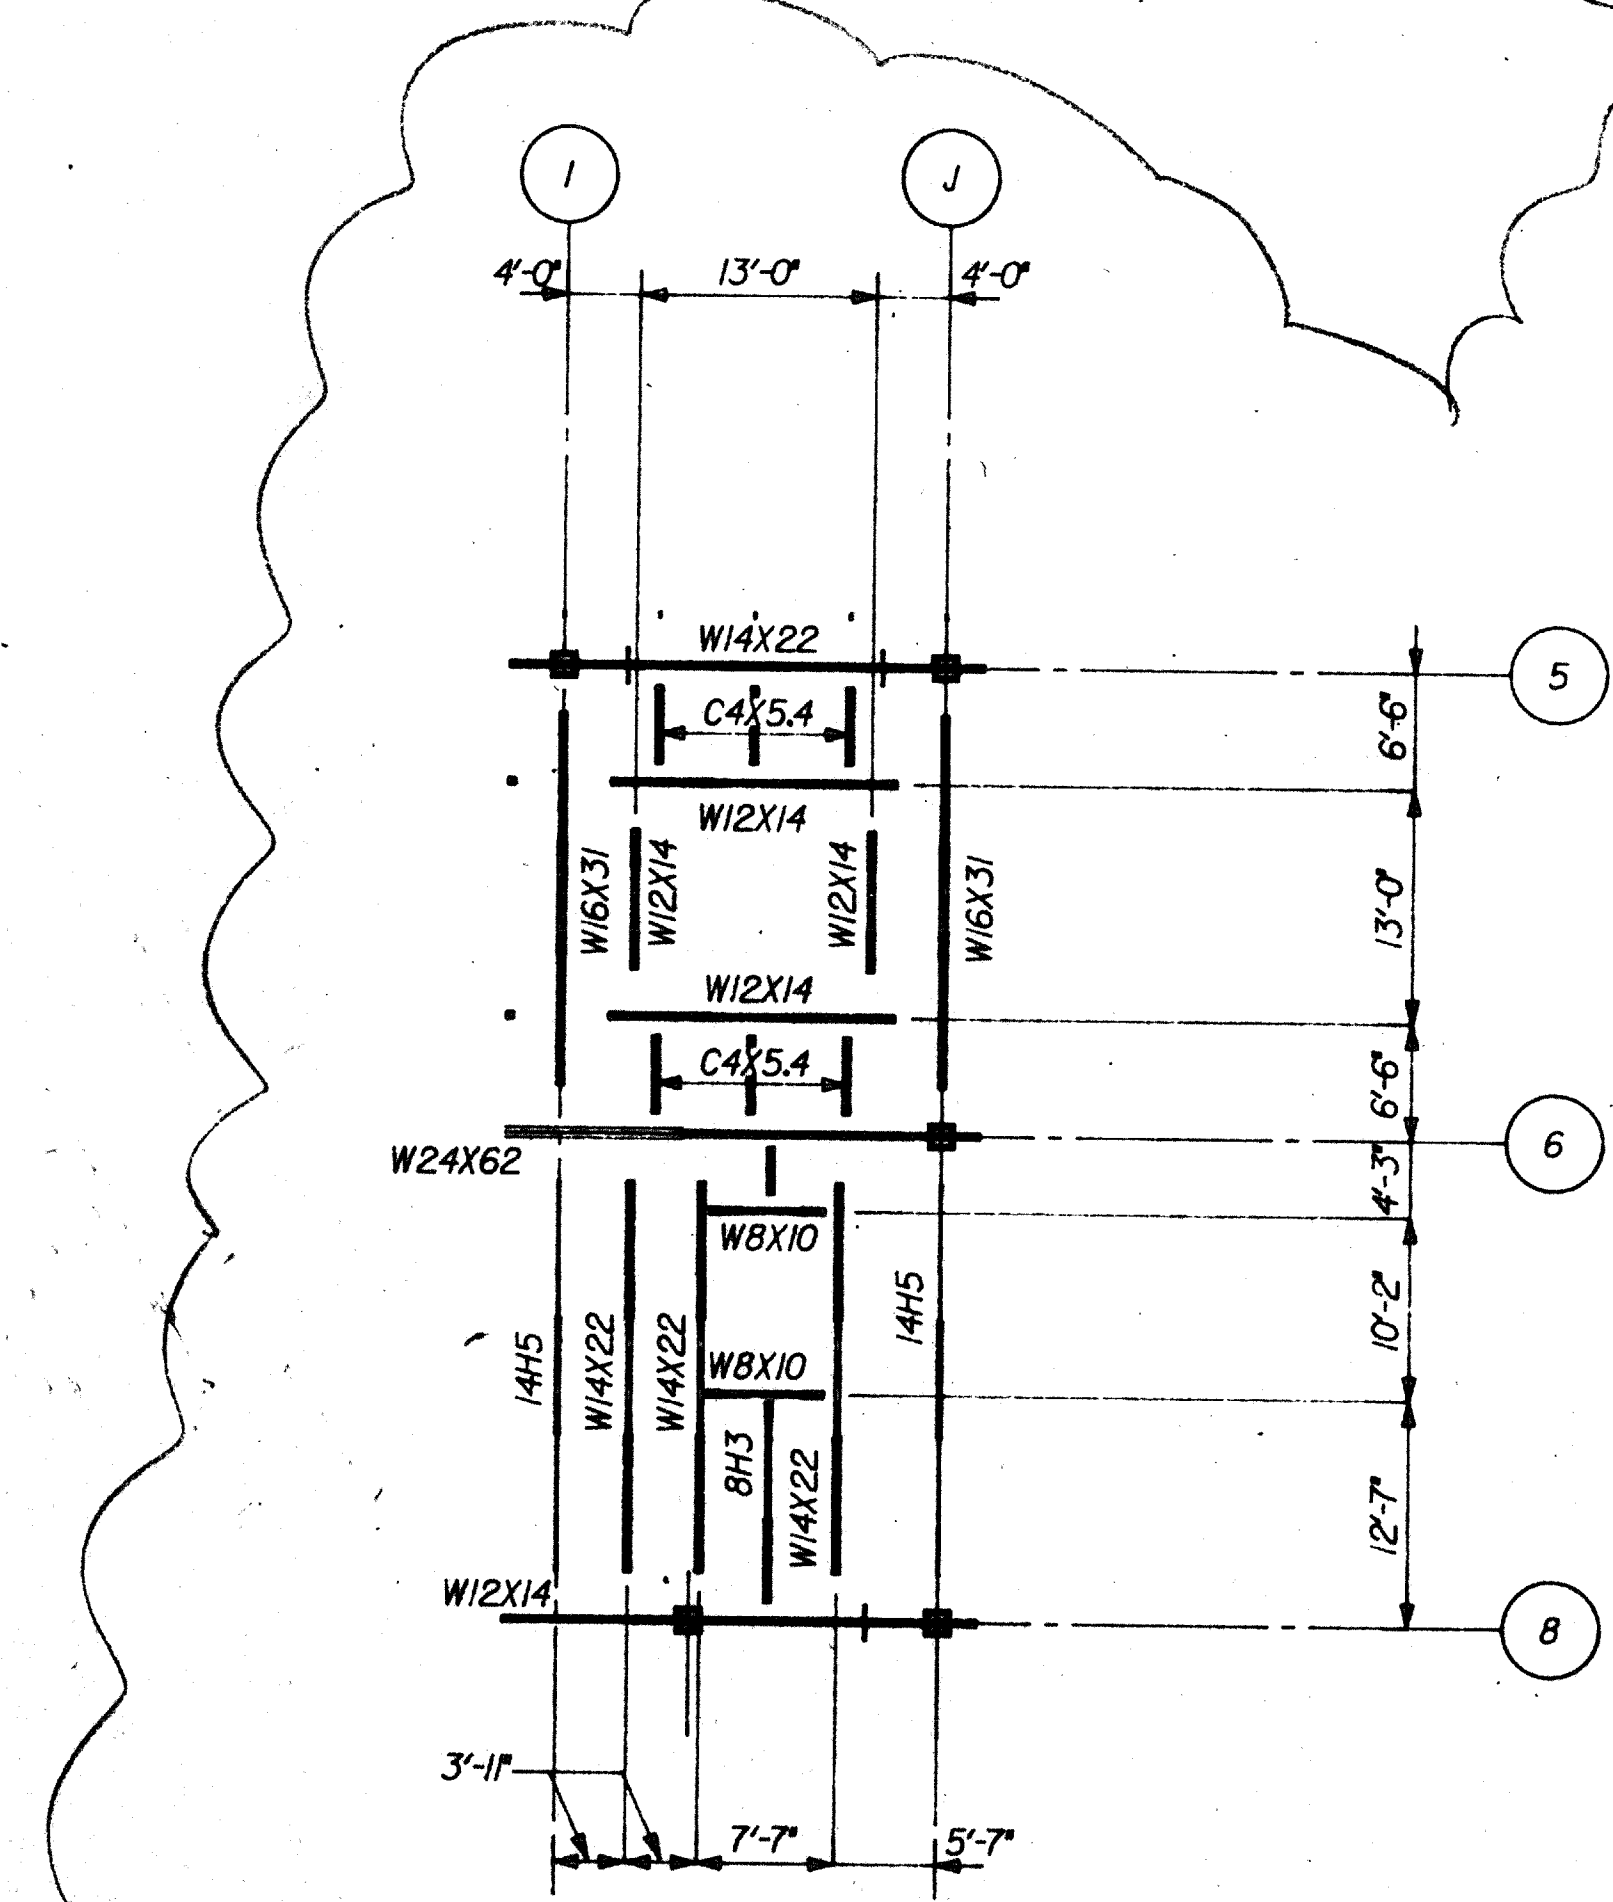 I
J
4'-0"
13'-0"
4'-0"
W14X22
5
C4X5.4
6'-6"
W12X14
W16X31
W12X14
W12X14
W16X31
13'-0"
W12X14
C4X5.4
6'-6"
W24X62
6
4'-3"
W8X10
14H5
10'-2"
14H5
W14X22
W14X22
W8X10
8H3
W14X22
12'-7"
W12X14
8
3'-11"
7'-7"
5'-7"